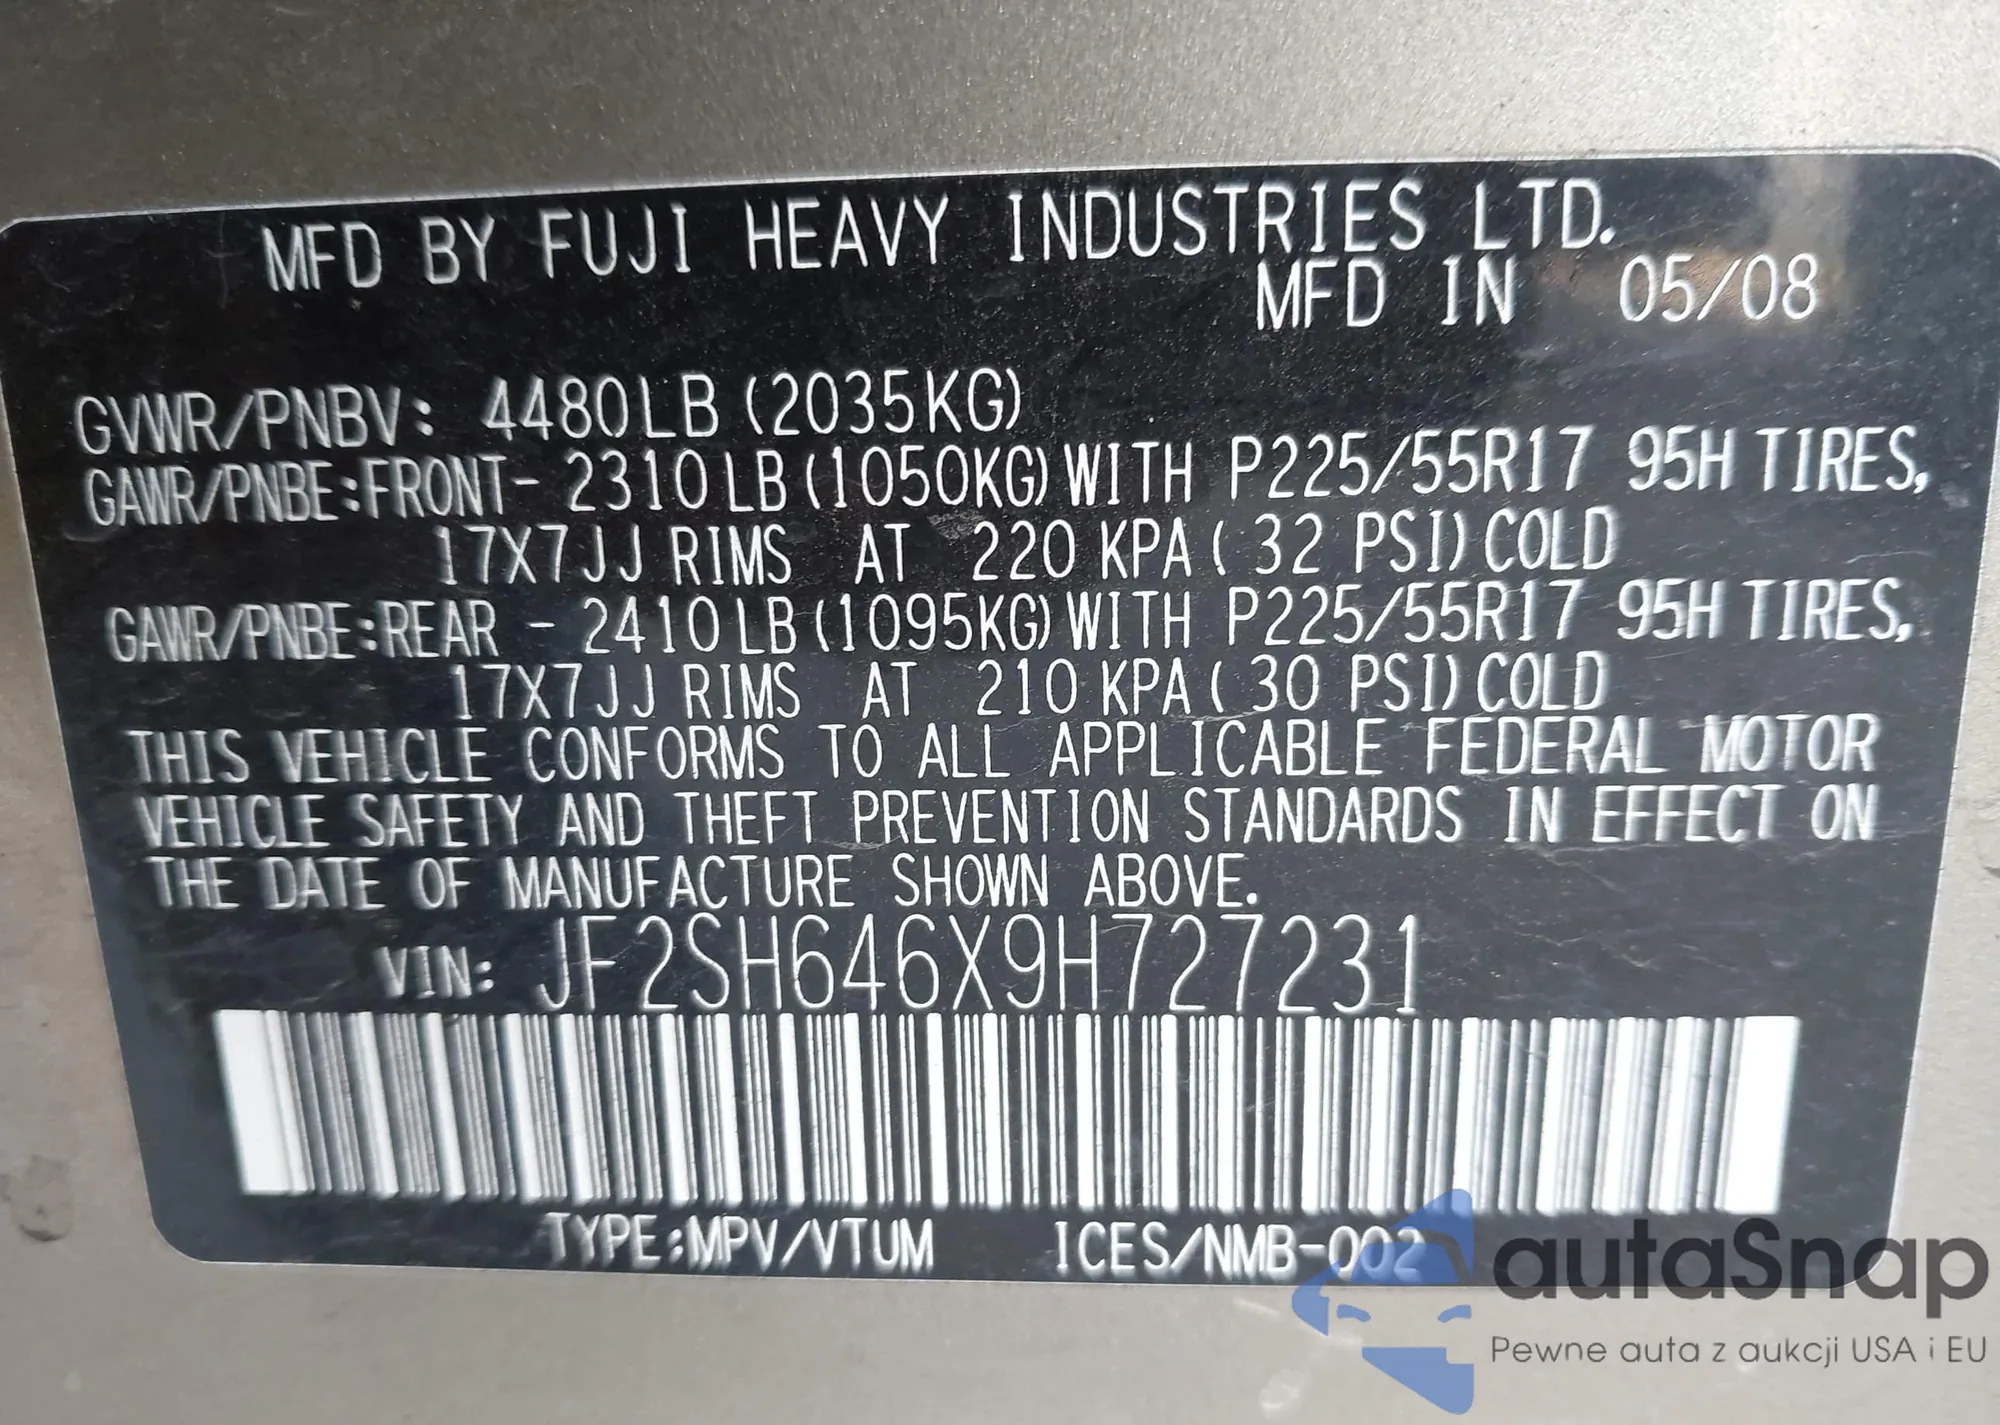 MFD BY FUJI HEAVY INDUSTRIES LTD.
MFD IN 05/08
GVWR/PNBV: 4480LB (2035KG)
GAWR/PNBE:FRONT- 2310LB (1050KG) WITH P225/55R17 95H TIRES,
17X7JJ RIMS AT 220 KPA ( 32 PSI) COLD
GAWR/PNBE:REAR - 2410LB (1095KG) WITH P225/55R17 95H TIRES,
17X7JJ RIMS AT 210 KPA ( 30 PSI) COLD
THIS VEHICLE CONFORMS TO ALL APPLICABLE FEDERAL MOTOR
VEHICLE SAFETY AND THEFT PREVENTION STANDARDS IN EFFECT ON
THE DATE OF MANUFACTURE SHOWN ABOVE.
VIN: JF2SH646X9H727231
TYPE:MPV/VTUM ICES/NMB-002
autaSnap
Pewne auta z aukcji USA i EU